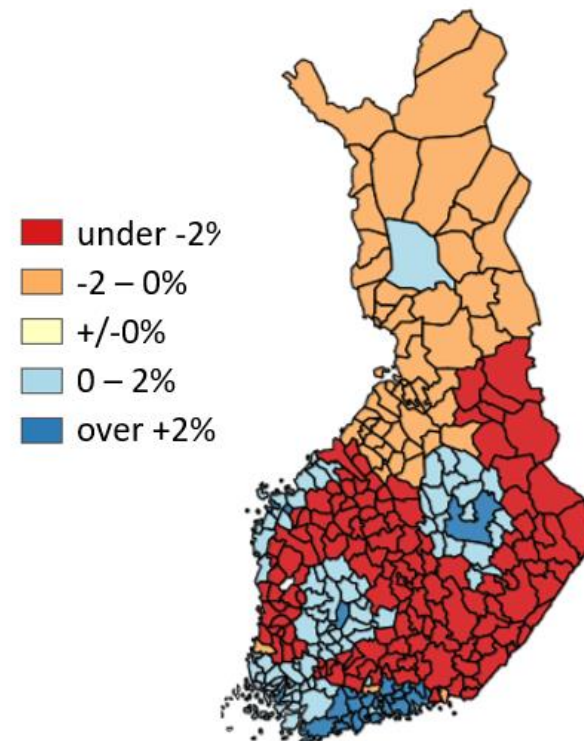 under -2%
-2 – 0%
+/-0%
0 – 2%
over +2%